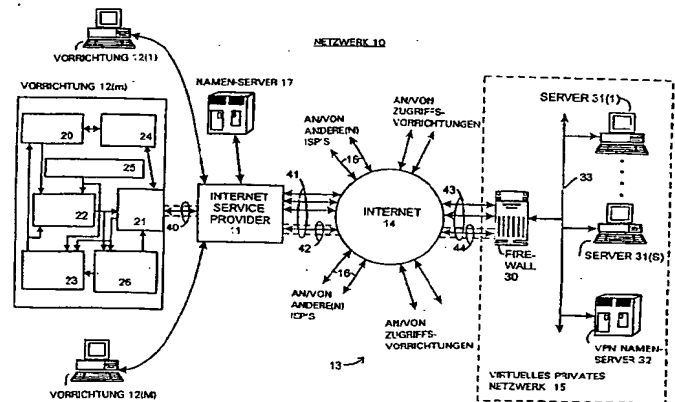 NETZWERK 10
VORRICHTUNG 12(1)
VORRICHTUNG 12(m)
NAMEN-SERVER 17
20
24
25
22
21
23
26
40
INTERNET
SERVICE
PROVIDER
11
41
42
AN/VON
ANDERE(N)
ISP'S
16
AN/VON
ZUGRIFFS-
VORRICHTUNGEN
INTERNET
14
16
AN/VON
ANDERE(N)
ISP'S
AN/VON
ZUGRIFFS-
VORRICHTUNGEN
13
43
44
FIRE-
WALL
30
SERVER 31(1)
33
SERVER 31(S)
VPN NAMEN-
SERVER 32
VIRTUELLES PRIVATES
NETZWERK 15
VORRICHTUNG 12(M)